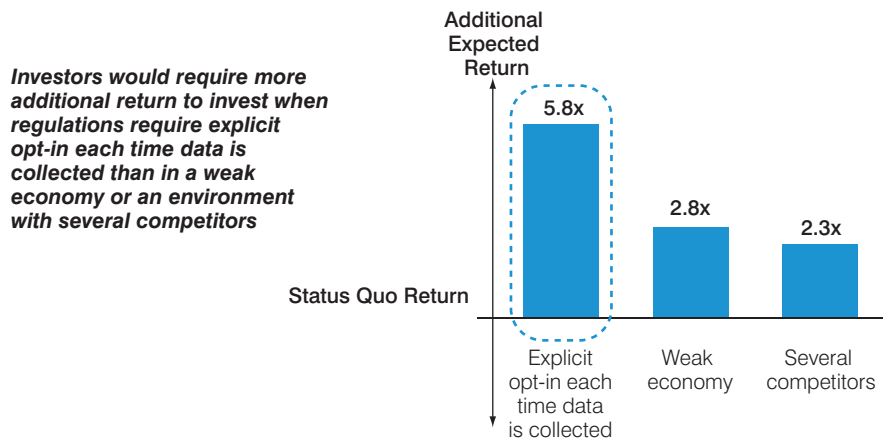 Investors would require more
additional return to invest when
regulations require explicit
opt-in each time data is
collected than in a weak
economy or an environment
with several competitors
Additional
Expected
Return
5.8x
2.8x
2.3x
Status Quo Return
Explicit
opt-in each
time data
is collected
Weak
economy
Several
competitors